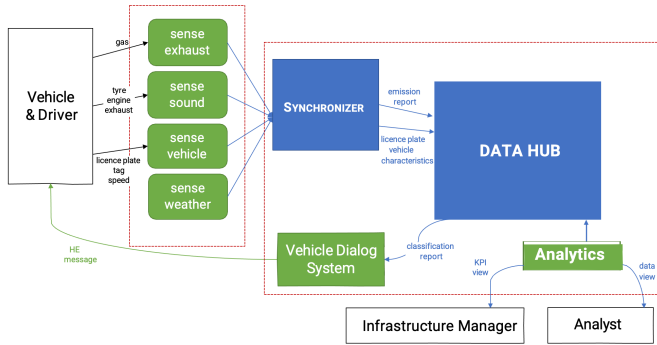 gas
sense
exhaust
Vehicle
& Driver
tyre
engine
exhaust
sense
sound
SYNCHRONIZER
emission
report
licence plate
vehicle
characteristics
DATA HUB
sense
vehicle
licence plate
tag
speed
sense
weather
HE
message
Vehicle Dialog
System
classification
report
Analytics
KPI
view
data
view
Infrastructure Manager
Analyst